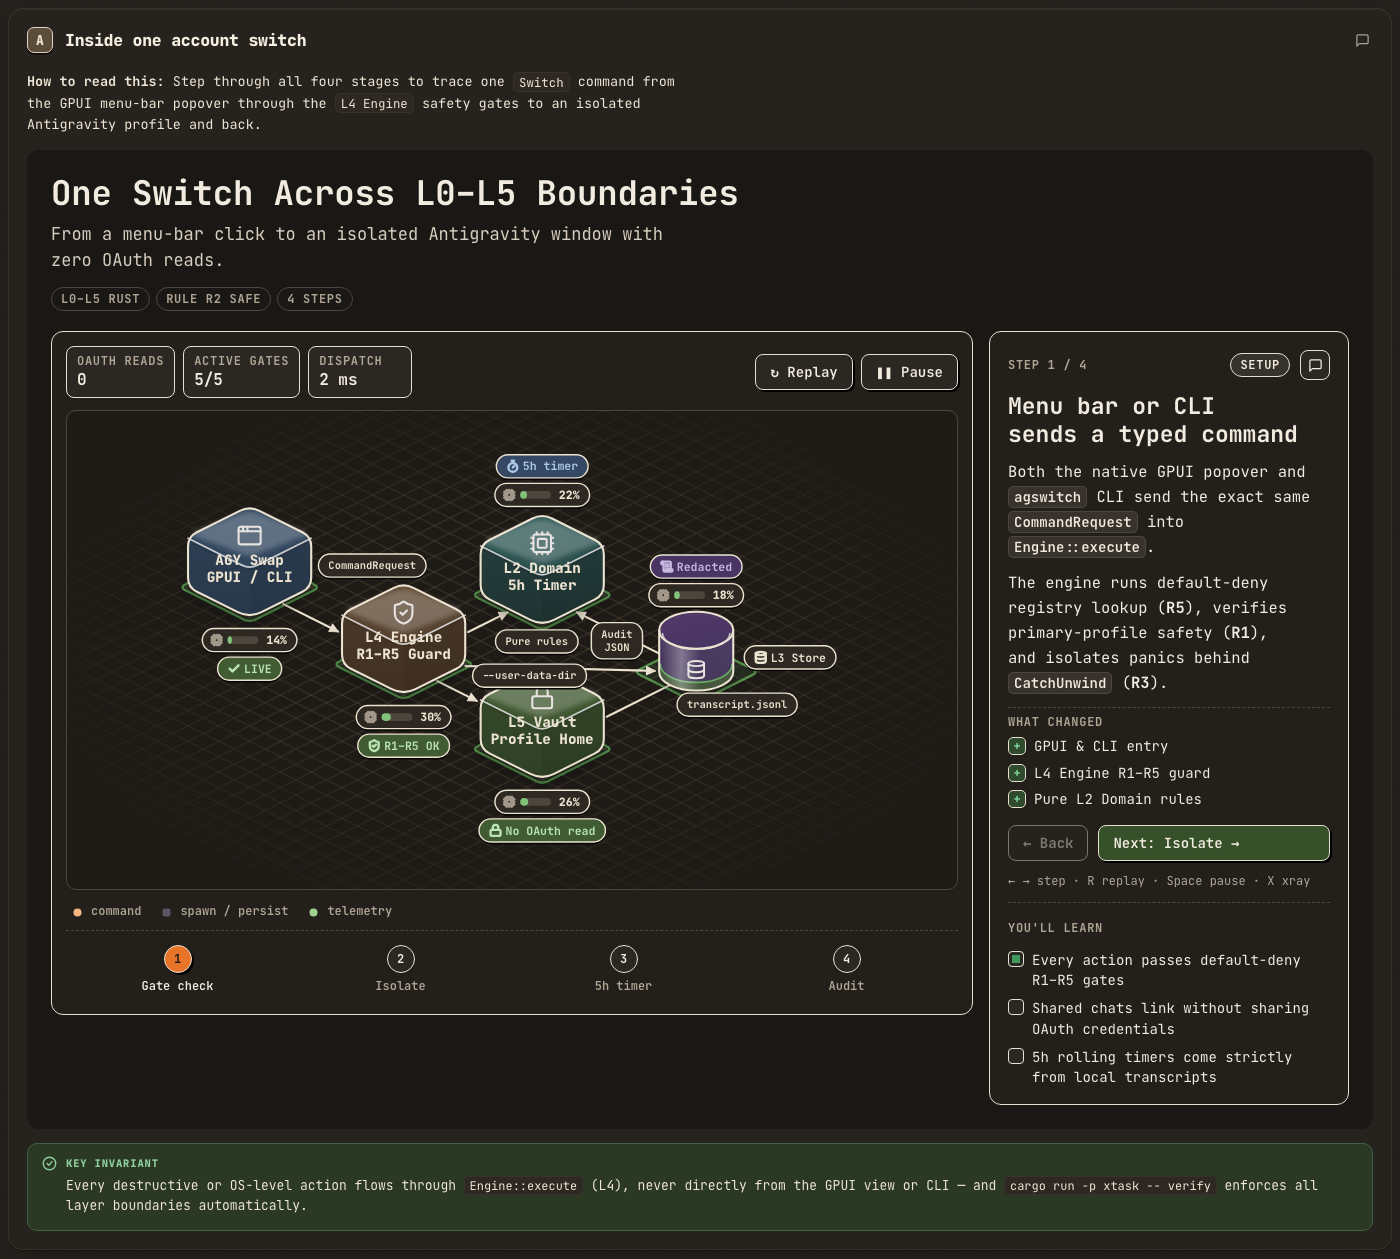 A
Inside one account switch
How to read this: Step through all four stages to trace one Switch command from
the GPUI menu-bar popover through the L4 Engine safety gates to an isolated
Antigravity profile and back.
One Switch Across L0–L5 Boundaries
From a menu-bar click to an isolated Antigravity window with
zero OAuth reads.
L0–L5 RUST
RULE R2 SAFE
4 STEPS
OAUTH READS
0
ACTIVE GATES
5/5
DISPATCH
2 ms
↻ Replay
❚❚ Pause
5h timer
22%
AGY Swap
GPUI / CLI
CommandRequest
L2 Domain
5h Timer
Redacted
18%
14%
LIVE
L4 Engine
R1–R5 Guard
Pure rules
Audit
JSON
L3 Store
--user-data-dir
transcript.jsonl
30%
R1–R5 OK
L5 Vault
Profile Home
26%
No OAuth read
command
spawn / persist
telemetry
1
Gate check
2
Isolate
3
5h timer
4
Audit
STEP 1 / 4
SETUP
Menu bar or CLI
sends a typed command
Both the native GPUI popover and
agswitch CLI send the exact same
CommandRequest into
Engine::execute.
The engine runs default-deny
registry lookup (R5), verifies
primary-profile safety (R1),
and isolates panics behind
CatchUnwind (R3).
WHAT CHANGED
+ GPUI & CLI entry
+ L4 Engine R1–R5 guard
+ Pure L2 Domain rules
← Back
Next: Isolate →
← → step · R replay · Space pause · X xray
YOU'LL LEARN
Every action passes default-deny
R1–R5 gates
Shared chats link without sharing
OAuth credentials
5h rolling timers come strictly
from local transcripts
KEY INVARIANT
Every destructive or OS-level action flows through Engine::execute (L4), never directly from the GPUI view or CLI — and cargo run -p xtask -- verify enforces all
layer boundaries automatically.